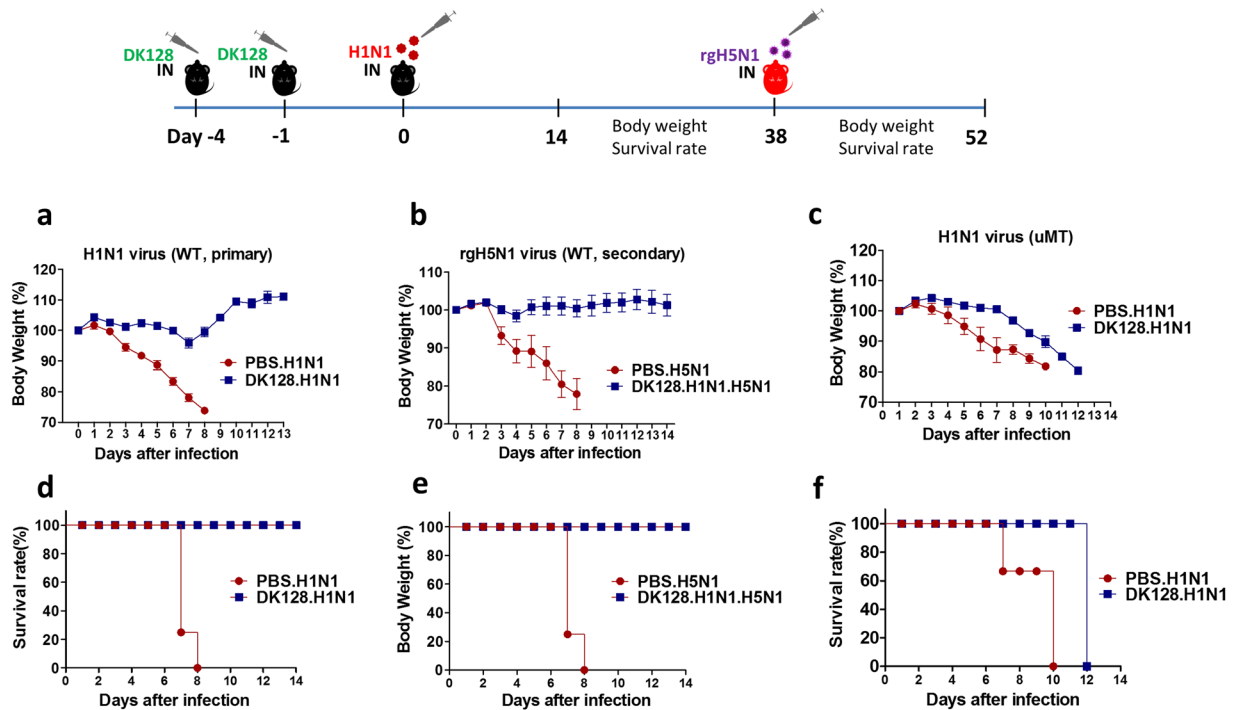 DK128
IN
DK128
IN
H1N1
IN
rgH5N1
IN
Day -4
-1
0
14
Body weight
Survival rate
38
Body weight
Survival rate
52
a
H1N1 virus (WT, primary)
Body Weight (%)
120
110
100
90
80
70
0 1 2 3 4 5 6 7 8 9 10 11 12 13
Days after infection
PBS.H1N1
DK128.H1N1
b
rgH5N1 virus (WT, secondary)
Body Weight (%)
110
100
90
80
70
0 1 2 3 4 5 6 7 8 9 10 11 12 13 14
Days after infection
PBS.H5N1
DK128.H1N1.H5N1
c
H1N1 virus (uMT)
Body Weight (%)
120
110
100
90
80
70
0 1 2 3 4 5 6 7 8 9 10 11 12 13 14
Days after infection
PBS.H1N1
DK128.H1N1
d
Survival rate(%)
100
80
60
40
20
0
0 2 4 6 8 10 12 14
Days after infection
PBS.H1N1
DK128.H1N1
e
Body Weight (%)
100
80
60
40
20
0
0 2 4 6 8 10 12 14
Days after infection
PBS.H5N1
DK128.H1N1.H5N1
f
Survival rate(%)
100
80
60
40
20
0
0 2 4 6 8 10 12 14
Days after infection
PBS.H1N1
DK128.H1N1